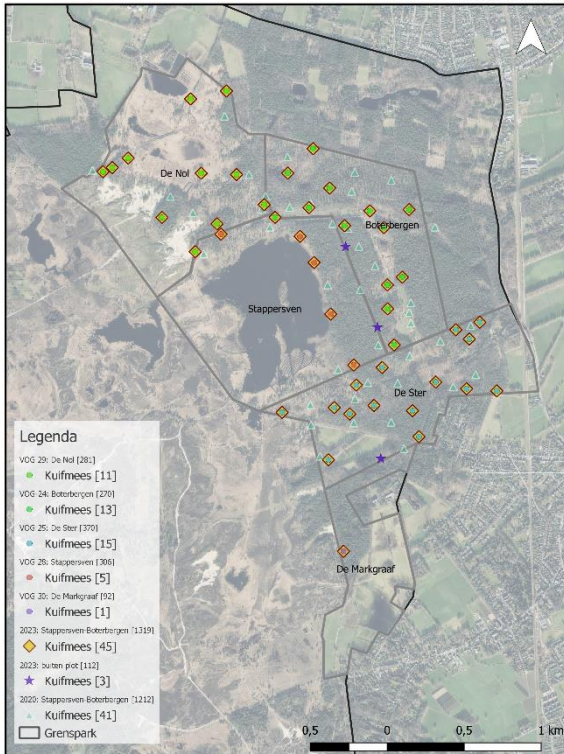 De Nol
Boterbergen
Stappersven
De Ster
De Markgraaf
Legenda
VOG 29: De Nol [281]
Kuifmees [11]
VOG 24: Boterbergen [270]
Kuifmees [13]
VOG 25: De Ster [370]
Kuifmees [15]
VOG 28: Stappersven [306]
Kuifmees [5]
VOG 30: De Markgraaf [92]
Kuifmees [1]
2023: Stappersven-Boterbergen [1319]
Kuifmees [45]
2023: buiten plot [112]
Kuifmees [3]
2020: Stappersven-Boterbergen [1212]
Kuifmees [41]
Grenspark
0,5 0 0,5 1 km